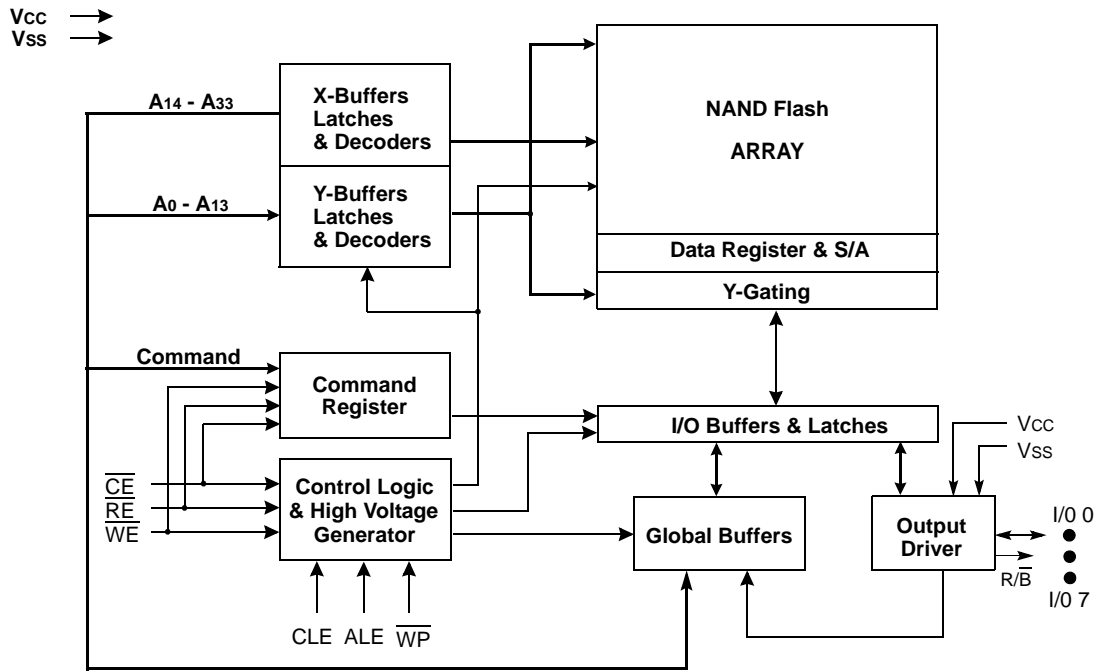 VCC
VSS
A14 - A33
X-Buffers
Latches
& Decoders
NAND Flash
ARRAY
A0 - A13
Y-Buffers
Latches
& Decoders
Data Register & S/A
Y-Gating
Command
Command
Register
I/O Buffers & Latches
VCC
VSS
CE
RE
WE
Control Logic
& High Voltage
Generator
Global Buffers
Output
Driver
I/0 0
R/B
I/0 7
CLE
ALE
WP